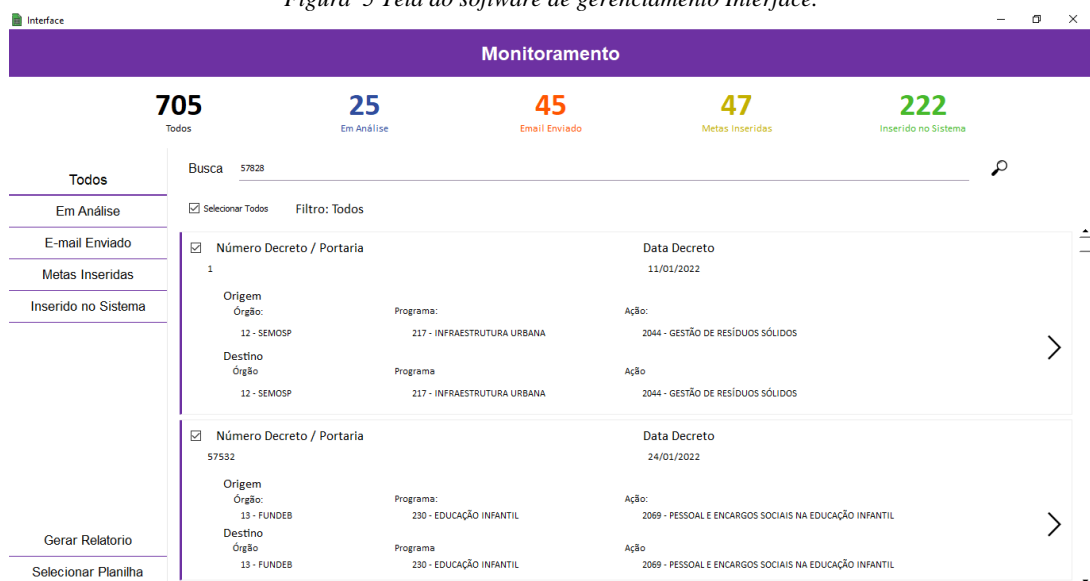 Figura 5 Tela do software de gerenciamento Interface.
Interface
Monitoramento
705 25 45 47 222
Todos Em Análise Email Enviado Metas Inseridas Inserido no Sistema
Busca 57828
Todos
Selecionar Todos Filtro: Todos
Em Análise
E-mail Enviado
Metas Inseridas
Inserido no Sistema
Número Decreto / Portaria Data Decreto
1 11/01/2022
Origem
Órgão: Programa: Ação:
12 - SEMOSP 217 - INFRAESTRUTURA URBANA 2044 - GESTÃO DE RESÍDUOS SÓLIDOS
Destino
Órgão Programa Ação
12 - SEMOSP 217 - INFRAESTRUTURA URBANA 2044 - GESTÃO DE RESÍDUOS SÓLIDOS
Número Decreto / Portaria Data Decreto
57532 24/01/2022
Origem
Órgão: Programa: Ação:
13 - FUNDEB 230 - EDUCAÇÃO INFANTIL 2069 - PESSOAL E ENCARGOS SOCIAIS NA EDUCAÇÃO INFANTIL
Destino
Órgão Programa Ação
13 - FUNDEB 230 - EDUCAÇÃO INFANTIL 2069 - PESSOAL E ENCARGOS SOCIAIS NA EDUCAÇÃO INFANTIL
Gerar Relatorio
Selecionar Planilha